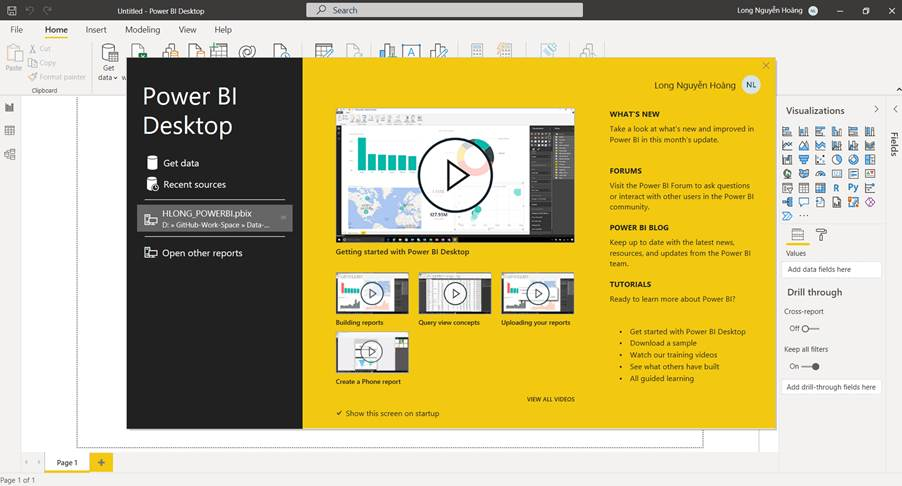 Untitled - Power BI Desktop
Search
Long Nguyễn Hoàng
NL
File
Home
Insert
Modeling
View
Help
Paste
Cut
Copy
Format painter
Clipboard
Get
data
Power BI
Desktop
Get data
Recent sources
HLONG_POWERBI.pbix
D: » GitHub-Work-Space » Data-...
Open other reports
Long Nguyễn Hoàng
NL
Getting started with Power BI Desktop
Building reports
Query view concepts
Uploading your reports
Create a Phone report
VIEW ALL VIDEOS
Show this screen on startup
WHAT'S NEW
Take a look at what's new and improved in
Power BI in this month's update.
FORUMS
Visit the Power BI Forum to ask questions
or interact with other users in the Power BI
community.
POWER BI BLOG
Keep up to date with the latest news,
resources, and updates from the Power BI
team.
TUTORIALS
Ready to learn more about Power BI?
• Get started with Power BI Desktop
• Download a sample
• Watch our training videos
• See what others have built
• All guided learning
Visualizations
Fields
R
Py
Values
Add data fields here
Drill through
Cross-report
Off
Keep all filters
On
Add drill-through fields here
Page 1
Page 1 of 1